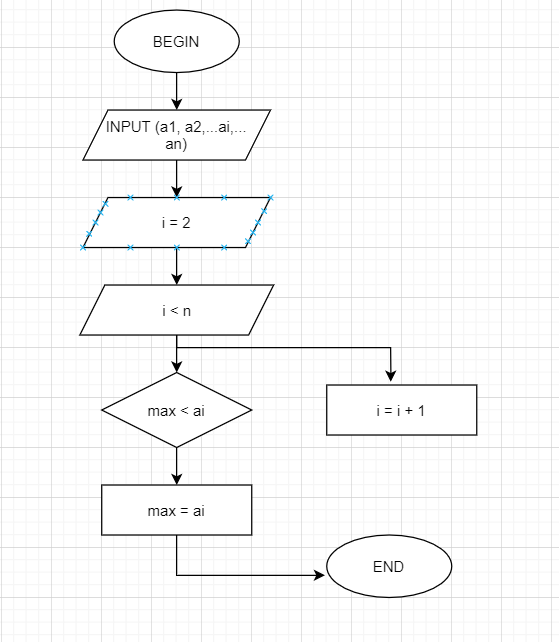 BEGIN
INPUT (a1, a2,...ai,...
an)
i = 2
i < n
max < ai
i = i + 1
max = ai
END